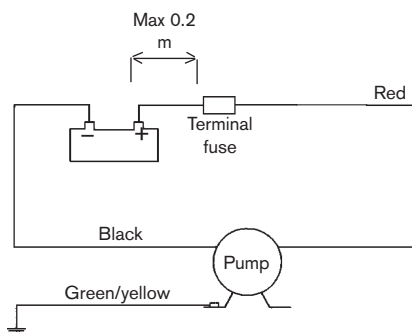 Max 0.2
m
Red
− +
Terminal
fuse
Black
Pump
Green/yellow